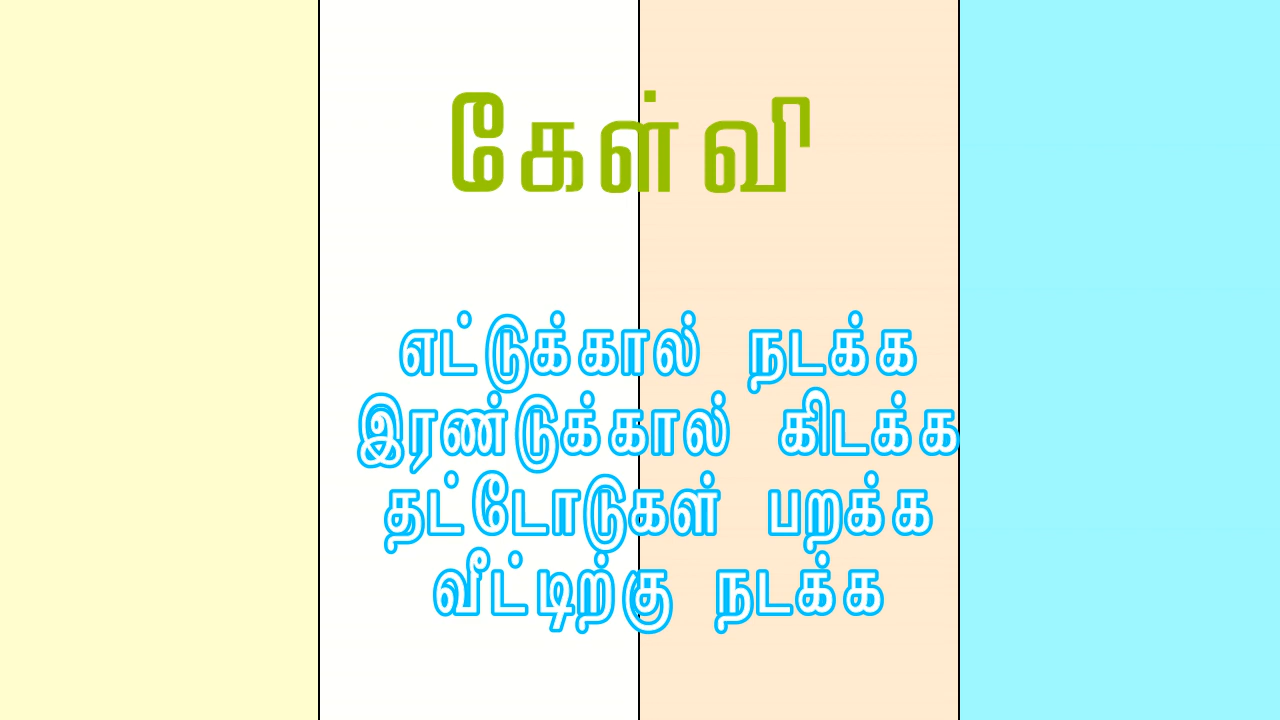 கேள்வி
எட்டுக்கால் நடக்க
இரண்டுக்கால் கிடக்க
தட்டோடுகள் பறக்க
வீட்டிற்கு நடக்க